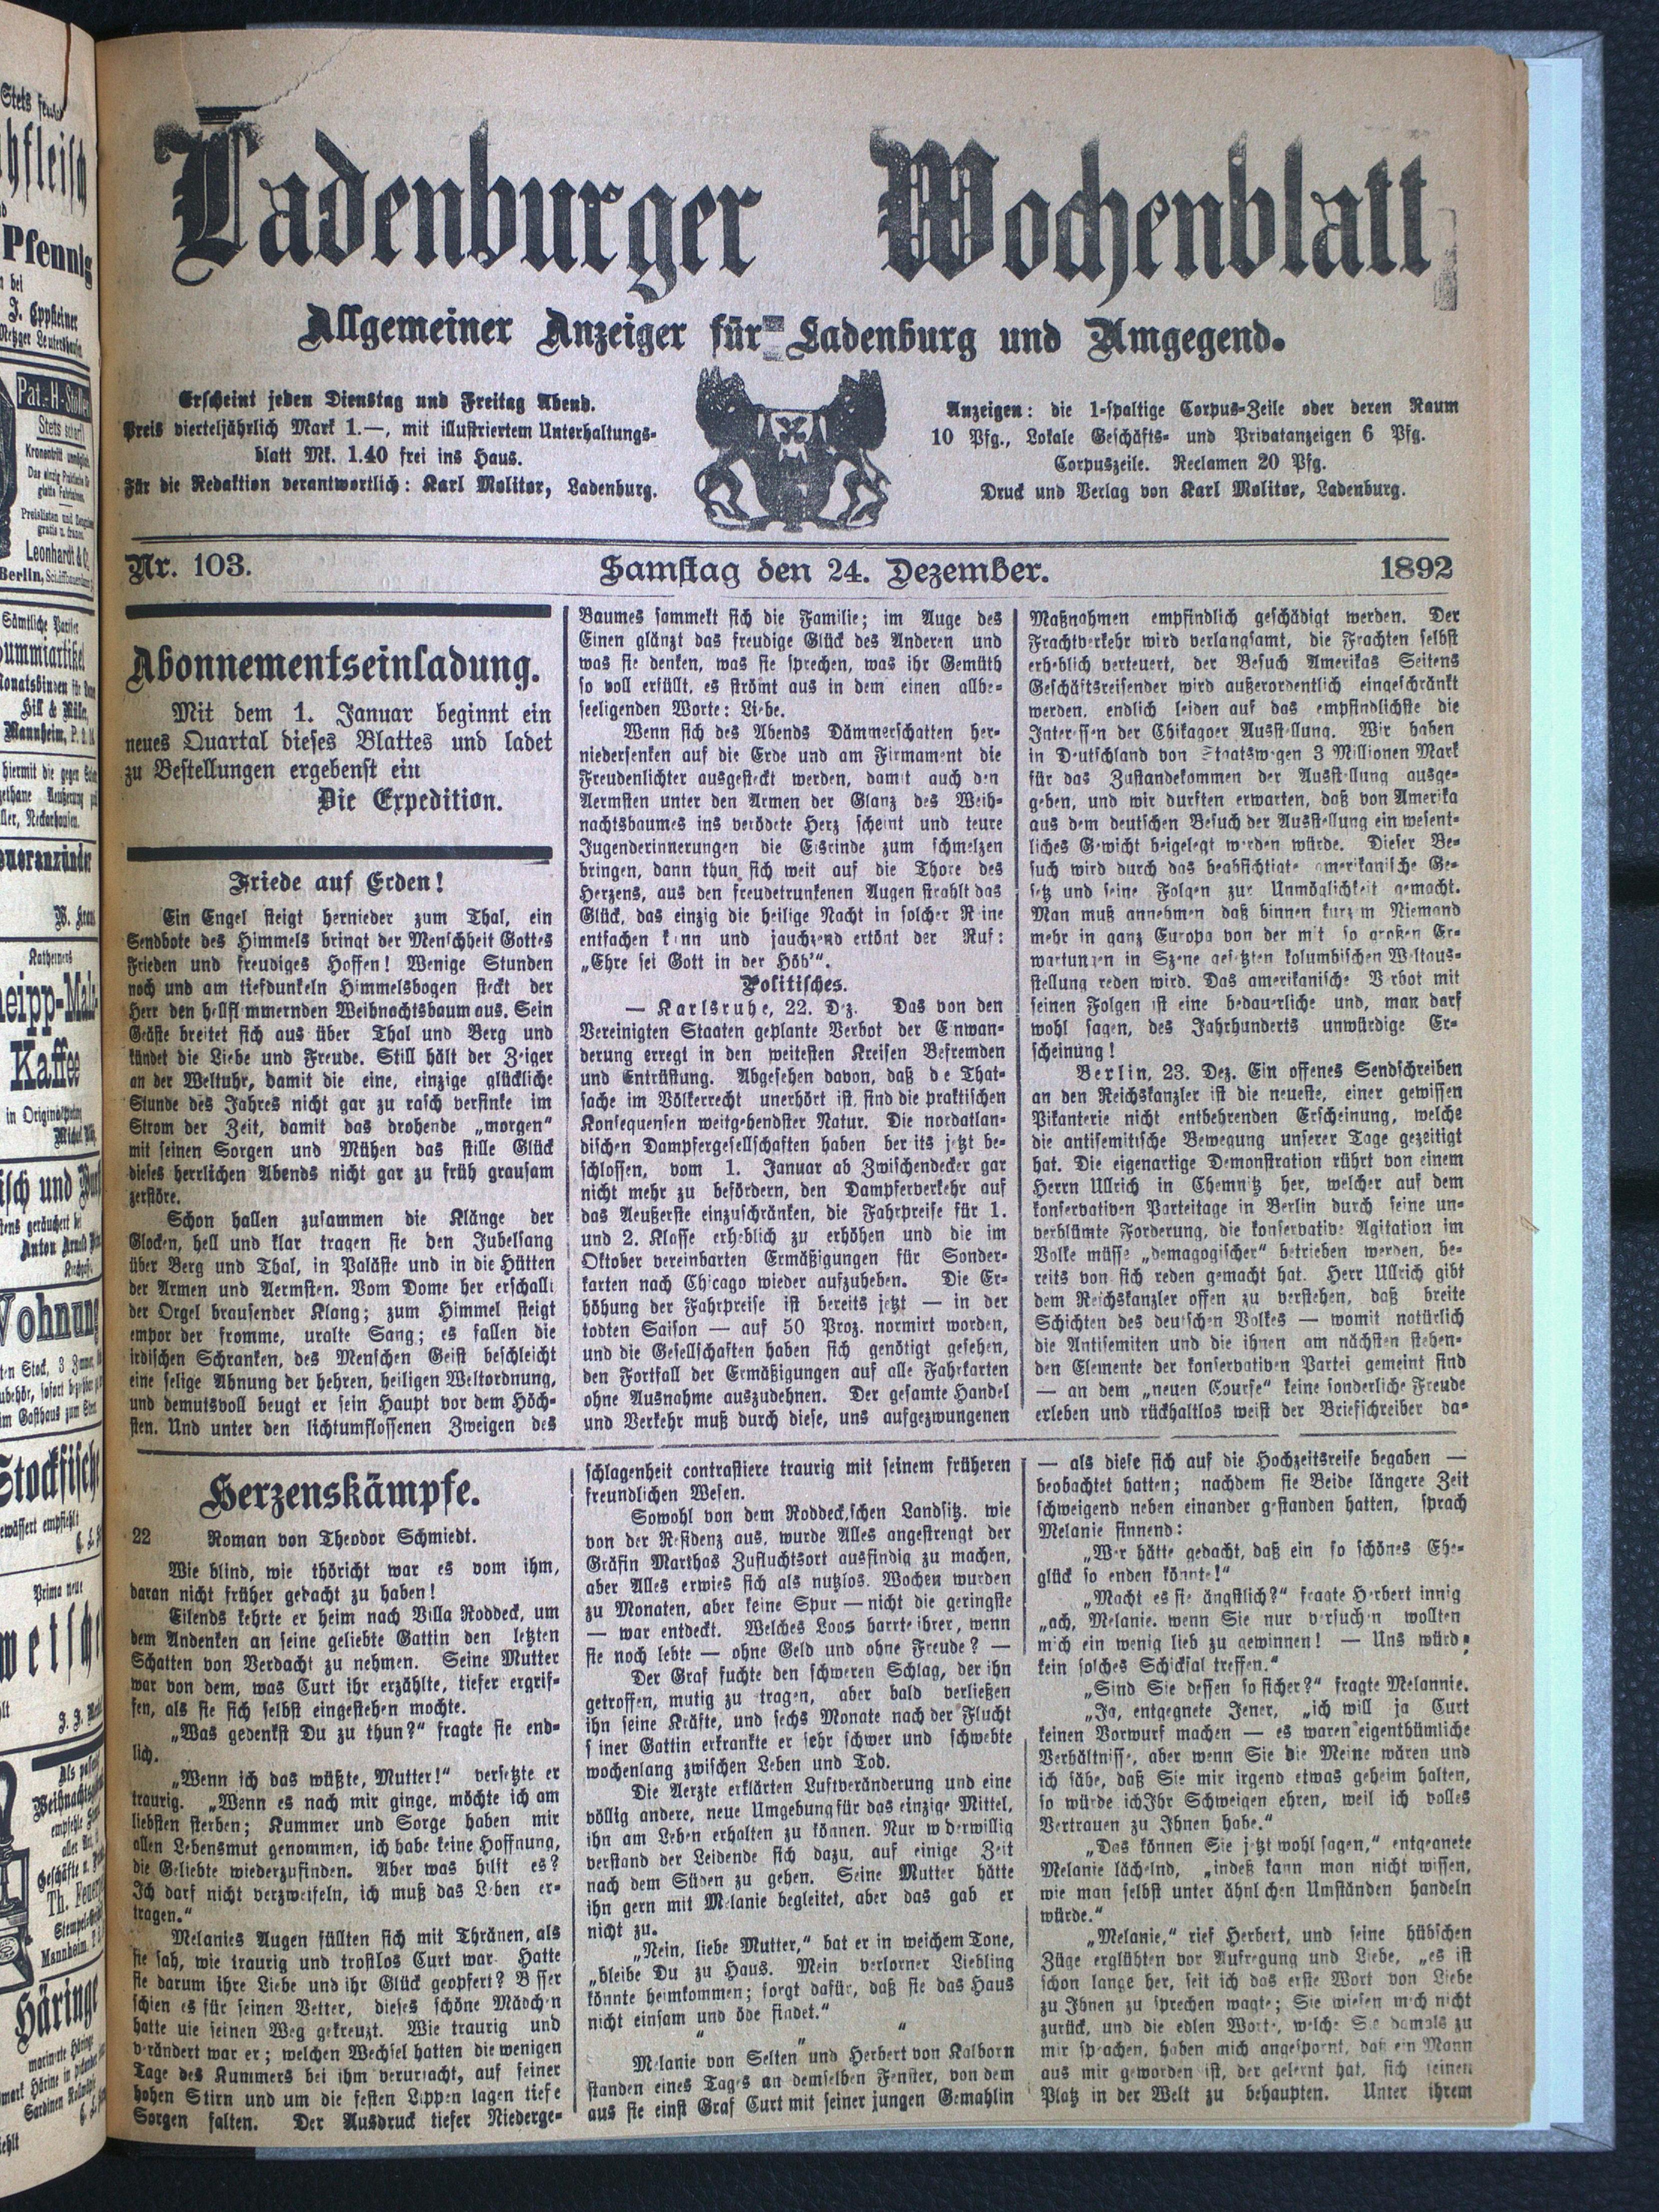 Ladenburger Wochenblatt
Allgemeiner Anzeiger für Ladenburg und Umgegend.
Erscheint jeden Dienstag und Freitag Abend.
Preis vierteljährlich Mark 1.—, mit illustriertem Unterhaltungs-
blatt Mk. 1.40 frei ins Haus.
Für die Redaktion verantwortlich: Karl Molitor, Ladenburg.
Anzeigen: die 1-spaltige Corpus-Zeile oder deren Raum
10 Pfg., Lokale Geschäfts- und Privatanzeigen 6 Pfg.
Corpuszeile. Reclamen 20 Pfg.
Druck und Verlag von Karl Molitor, Ladenburg.
Nr. 103. Samstag den 24. Dezember. 1892
Abonnementseinladung.
Mit dem 1. Januar beginnt ein
neues Quartal dieses Blattes und ladet
zu Bestellungen ergebenst ein
Die Expedition.
Friede auf Erden!
Ein Engel steigt hernieder zum Thal, ein
Sendbote des Himmels bringt der Menschheit Gottes
Frieden und freudiges Hoffen! Wenige Stunden
noch und am tiefdunkeln Himmelsbogen steckt der
Herr den hellfl mmernden Weihnachtsbaum aus. Sein
Gäste breitet sich aus über Thal und Berg und
kündet die Liebe und Freude. Still hält der Zeiger
an der Weltuhr, damit die eine, einzige glückliche
Stunde des Jahres nicht gar zu rasch versinke im
Strom der Zeit, damit das drohende „morgen“
mit seinen Sorgen und Mühen das stille Glück
dieses herrlichen Abends nicht gar zu früh grausam
zerstöre.
Schon hallen zusammen die Klänge der
Glocken, hell und klar tragen sie den Jubelsang
über Berg und Thal, in Paläste und in die Hütten
der Armen und Aermsten. Vom Dome her erschallt
der Orgel brausender Klang; zum Himmel steigt
empor der fromme, uralte Sang; es fallen die
irdischen Schranken, des Menschen Geist beschleicht
eine selige Ahnung der hehren, heiligen Weltordnung,
und demutsvoll beugt er sein Haupt vor dem Höch-
sten. Und unter den lichtumflossenen Zweigen des
Baumes sammelt sich die Familie; im Auge des
Einen glänzt das freudige Glück des Anderen und
was sie denken, was sie sprechen, was ihr Gemüth
so voll erfüllt, es strömt aus in dem einen allbe-
seeligenden Worte: Liebe.
Wenn sich des Abends Dämmerschatten her-
niedersenken auf die Erde und am Firmament die
Freudenlichter ausgesteckt werden, damit auch den
Aermsten unter den Armen der Glanz des Weih-
nachtsbaumes ins verödete Herz scheint und teure
Jugenderinnerungen die Eisrinde zum schmelzen
bringen, dann thun sich weit auf die Thore des
Herzens, aus den freudetrunkenen Augen strahlt das
Glück, das einzig die heilige Nacht in solcher R ine
entfachen k nn und jauchzend ertönt der Ruf:
„Ehre sei Gott in der Höh'“.
Politisches.
— Karlsruhe, 22. Dez. Das von den
Vereinigten Staaten geplante Verbot der E nwan-
derung erregt in den weitesten Kreisen Befremden
und Entrüstung. Abgesehen davon, daß d e That-
sache im Völkerrecht unerhört ist, sind die praktischen
Konsequensen weitgehendster Natur. Die nordatlan-
dischen Dampfergesellschaften haben ber its jetzt be-
schlossen, vom 1. Januar ab Zwischendecker gar
nicht mehr zu befördern, den Dampferverkehr auf
das Aeußerste einzuschränken, die Fahrpreise für 1.
und 2. Klasse erheblich zu erhöhen und die im
Oktober vereinbarten Ermäßigungen für Sonder-
karten nach Chicago wieder aufzuheben. Die Er-
höhung der Fahrpreise ist bereits jetzt — in der
todten Saison — auf 50 Proz. normirt worden,
und die Gesellschaften haben sich genötigt gesehen,
den Fortfall der Ermäßigungen auf alle Fahrkarten
ohne Ausnahme auszudehnen. Der gesamte Handel
und Verkehr muß durch diese, uns aufgezwungenen
Maßnahmen empfindlich geschädigt werden. Der
Frachtverkehr wird verlangsamt, die Frachten selbst
erheblich verteuert, der Besuch Amerikas Seitens
Geschäftsreisender wird außerordentlich eingeschränkt
werden, endlich leiden auf das empfindlichste die
Interessen der Chikagoer Ausstellung. Wir haben
in Deutschland von Staatswegen 3 Millionen Mark
für das Zustandekommen der Ausstellung ausge-
geben, und wir durften erwarten, daß von Amerika
aus dem deutschen Besuch der Ausstellung ein wesent-
liches Gewicht beigelegt werden würde. Dieser Be-
such wird durch das beabsichtigte amerikanische Ge-
setz und seine Folgen zur Unmöglichkeit gemacht.
Man muß annehmen daß binnen kurzem Niemand
mehr in ganz Europa von der mit so großen Er-
wartungen in Szene gesetzten kolumbischen Weltaus-
stellung reden wird. Das amerikanische V rbot mit
seinen Folgen ist eine bedauerliche und, man darf
wohl sagen, des Jahrhunderts unwürdige Er-
scheinung!
Berlin, 23. Dez. Ein offenes Sendschreiben
an den Reichskanzler ist die neueste, einer gewissen
Pikanterie nicht entbehrenden Erscheinung, welche
die antisemitische Bewegung unserer Tage gezeitigt
hat. Die eigenartige Demonstration rührt von einem
Herrn Ullrich in Chemnitz her, welcher auf dem
konservativen Parteitage in Berlin durch seine un-
verblümte Forderung, die konservative Agitation im
Volke müsse „demagogischer“ betrieben werden, be-
reits von sich reden gemacht hat. Herr Ullrich gibt
dem Reichskanzler offen zu verstehen, daß breite
Schichten des deutschen Volkes — womit natürlich
die Antisemiten und die ihnen am nächsten stehen-
den Elemente der konservativen Partei gemeint sind
— an dem „neuen Course“ keine sonderliche Freude
erleben und rückhaltlos weist der Briefschreiber da-
Herzenskämpfe.
22 Roman von Theodor Schmiedt.
Wie blind, wie thöricht war es vom ihm,
daran nicht früher gedacht zu haben!
Eilends kehrte er heim nach Villa Roddeck, um
dem Andenken an seine geliebte Gattin den letzten
Schatten von Verdacht zu nehmen. Seine Mutter
war von dem, was Curt ihr erzählte, tiefer ergrif-
fen, als sie sich selbst eingestehen mochte.
„Was gedenkst Du zu thun?“ fragte sie end-
lich.
„Wenn ich das wüßte, Mutter!“ versetzte er
traurig. „Wenn es nach mir ginge, möchte ich am
liebsten sterben; Kummer und Sorge haben mir
allen Lebensmut genommen, ich habe keine Hoffnung,
die Geliebte wiederzufinden. Aber was hilft es?
Ich darf nicht verzweifeln, ich muß das Leben er-
tragen.“
Melanies Augen füllten sich mit Thränen, als
sie sah, wie traurig und trostlos Curt war. Hatte
sie darum ihre Liebe und ihr Glück geopfert? B sser
schien es für seinen Vetter, dieses schöne Mädchen
hatte uie seinen Weg gekreuzt. Wie traurig und
verändert war er; welchen Wechsel hatten die wenigen
Tage des Kummers bei ihm verursacht, auf seiner
hohen Stirn und um die festen Lippen lagen tiefe
Sorgen falten. Der Ausdruck tiefer Niederge-
schlagenheit contrastiere traurig mit seinem früheren
freundlichen Wesen.
Sowohl von dem Roddeck,schen Landsitz. wie
von der Residenz aus, wurde Alles angestrengt der
Gräfin Marthas Zufluchtsort ausfindig zu machen,
aber Alles erwies sich als nutzlos. Wochen wurden
zu Monaten, aber keine Spur — nicht die geringste
— war entdeckt. Welches Loos harrte ihrer, wenn
sie noch lebte — ohne Geld und ohne Freude? —
Der Graf suchte den schweren Schlag, der ihn
getroffen, mutig zu tragen, aber bald verließen
ihn seine Kräfte, und sechs Monate nach der Flucht
s iner Gattin erkrankte er sehr schwer und schwebte
wochenlang zwischen Leben und Tod.
Die Aerzte erklärten Luftveränderung und eine
völlig andere, neue Umgebung für das einzige Mittel,
ihn am Leben erhalten zu können. Nur w derwillig
verstand der Leidende sich dazu, auf einige Zeit
nach dem Süden zu gehen. Seine Mutter hätte
ihn gern mit Melanie begleitet, aber das gab er
nicht zu.
„Nein, liebe Mutter,“ bat er in weichem Tone,
„bleibe Du zu Haus. Mein verlorner Liebling
könnte heimkommen; sorgt dafür, daß sie das Haus
nicht einsam und öde findet.“
Melanie von Selten und Herbert von Kalborn
standen eines Tages an demselben Fenster, von dem
aus sie einst Graf Curt mit seiner jungen Gemahlin
— als diese sich auf die Hochzeitsreise begaben —
beobachtet hatten; nachdem sie Beide längere Zeit
schweigend neben einander gestanden hatten, sprach
Melanie sinnend:
„Wer hätte gedacht, daß ein so schönes Ehe-
glück so enden könnte!“
„Macht es sie ängstlich?“ fragte Herbert innig
„ach, Melanie. wenn Sie nur versuchen wollten
mich ein wenig lieb zu gewinnen! — Uns würde
kein solches Schicksal treffen.“
„Sind Sie dessen so sicher?“ fragte Melannie.
„Ja, entgegnete Jener, „ich will ja Curt
keinen Vorwurf machen — es waren eigenthümliche
Verhältnisse, aber wenn Sie die Meine wären und
ich sähe, daß Sie mir irgend etwas geheim halten,
so würde ichIhr Schweigen ehren, weil ich volles
Vertrauen zu Ihnen habe.“
„Das können Sie jetzt wohl sagen,“ entgegnete
Melanie lächelnd, „indeß kann man nicht wissen,
wie man selbst unter ähnl chen Umständen handeln
würde.“
„Melanie,“ rief Herbert, und seine hübschen
Züge erglühten vor Aufregung und Liebe, „es ist
schon lange her, seit ich das erste Wort von Liebe
zu Ihnen zu sprechen wagte; Sie wiesen mich nicht
zurück, und die edlen Worte, welche Sie damals zu
mir sprachen, haben mich angespornt, daß ein Mann
aus mir geworden ist, der gelernt hat, sich seinen
Platz in der Welt zu behaupten. Unter ihrem